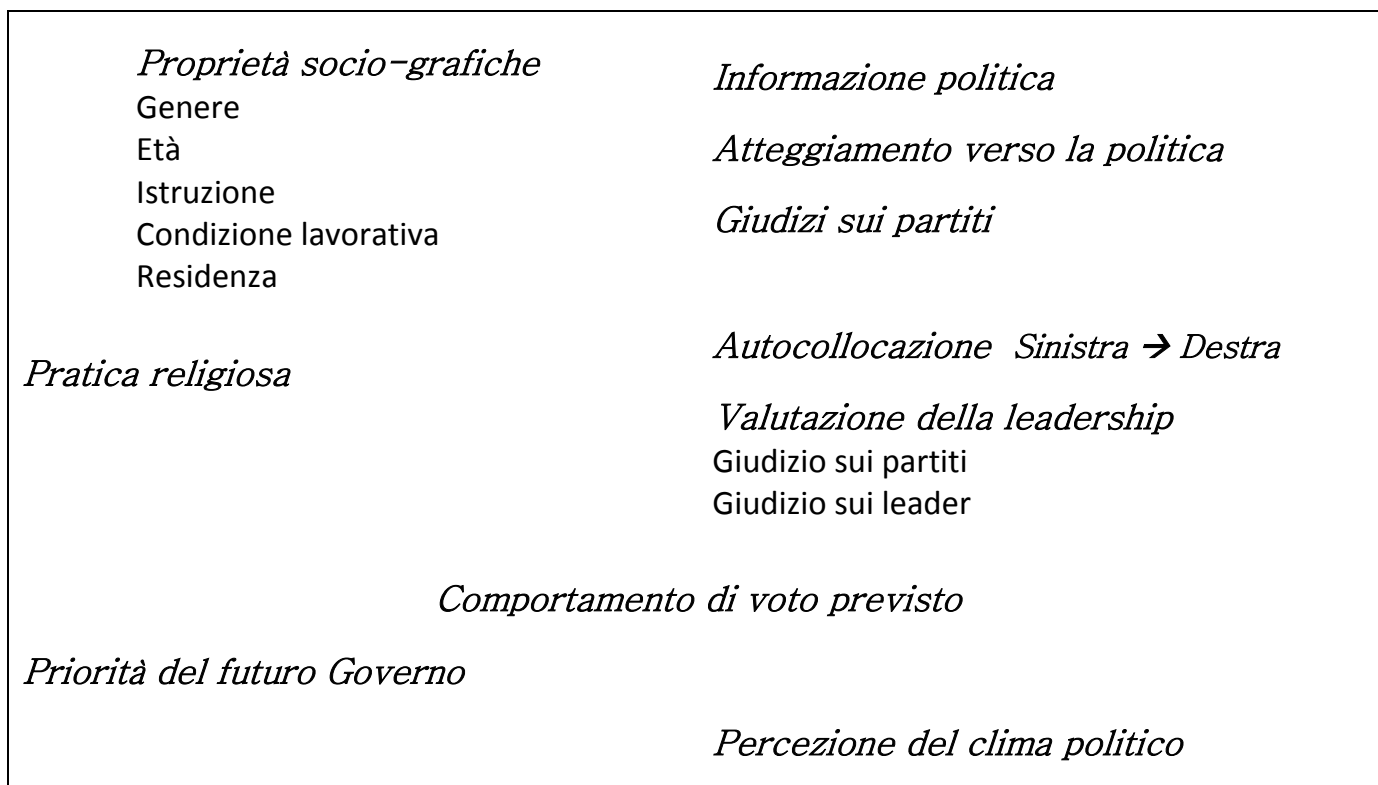 Proprietà socio-grafiche
Genere
Età
Istruzione
Condizione lavorativa
Residenza
Informazione politica
Atteggiamento verso la politica
Giudizi sui partiti
Pratica religiosa
Autocollocazione Sinistra → Destra
Valutazione della leadership
Giudizio sui partiti
Giudizio sui leader
Comportamento di voto previsto
Priorità del futuro Governo
Percezione del clima politico